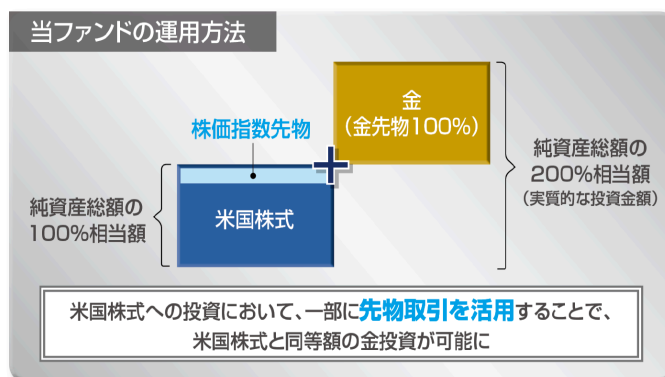 当ファンドの運用方法
金
（金先物100%）
株価指数先物
純資産総額の
200%相当額
（実質的な投資金額）
純資産総額の
100%相当額
米国株式
米国株式への投資において、一部に先物取引を活用することで、
米国株式と同等額の金投資が可能に